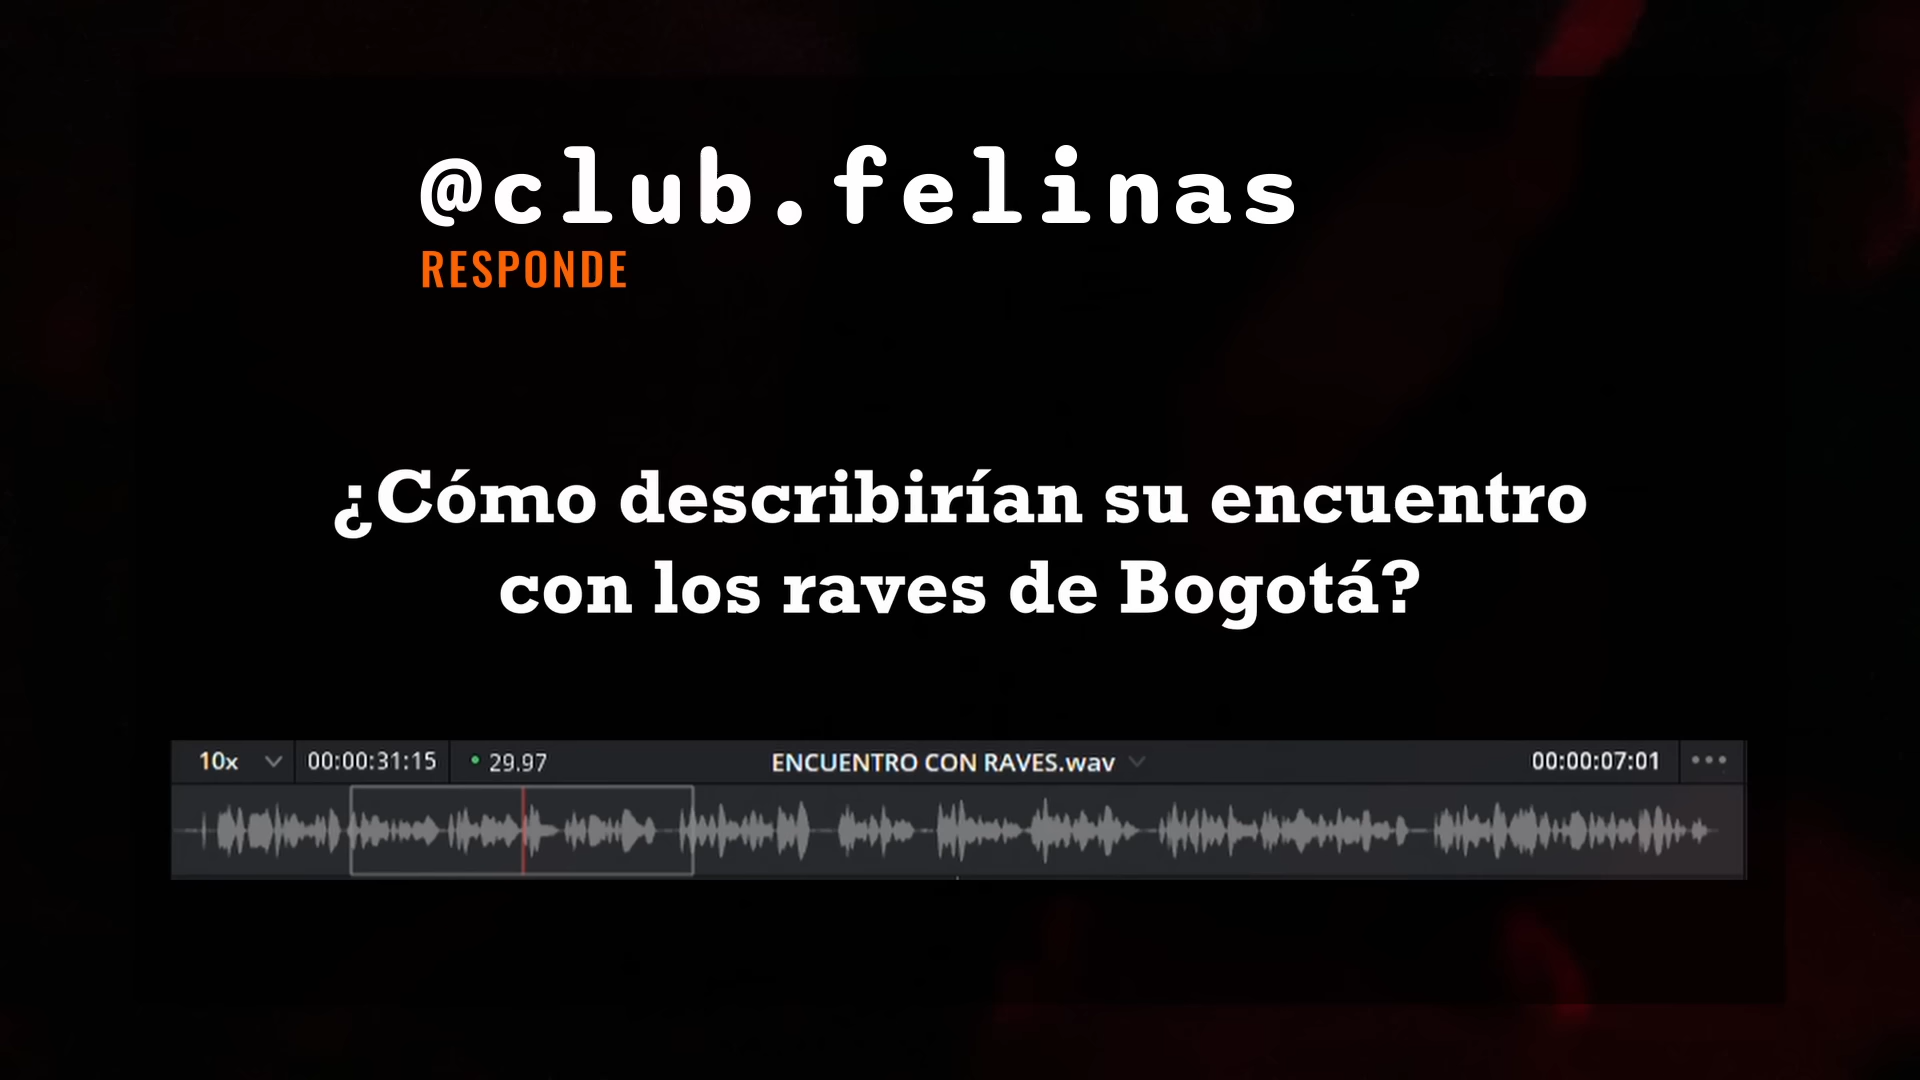 @club.felinas
RESPONDE
¿Cómo describirían su encuentro
con los raves de Bogotá?
10x 00:00:31:15 29.97 ENCUENTRO CON RAVES.wav 00:00:07:01